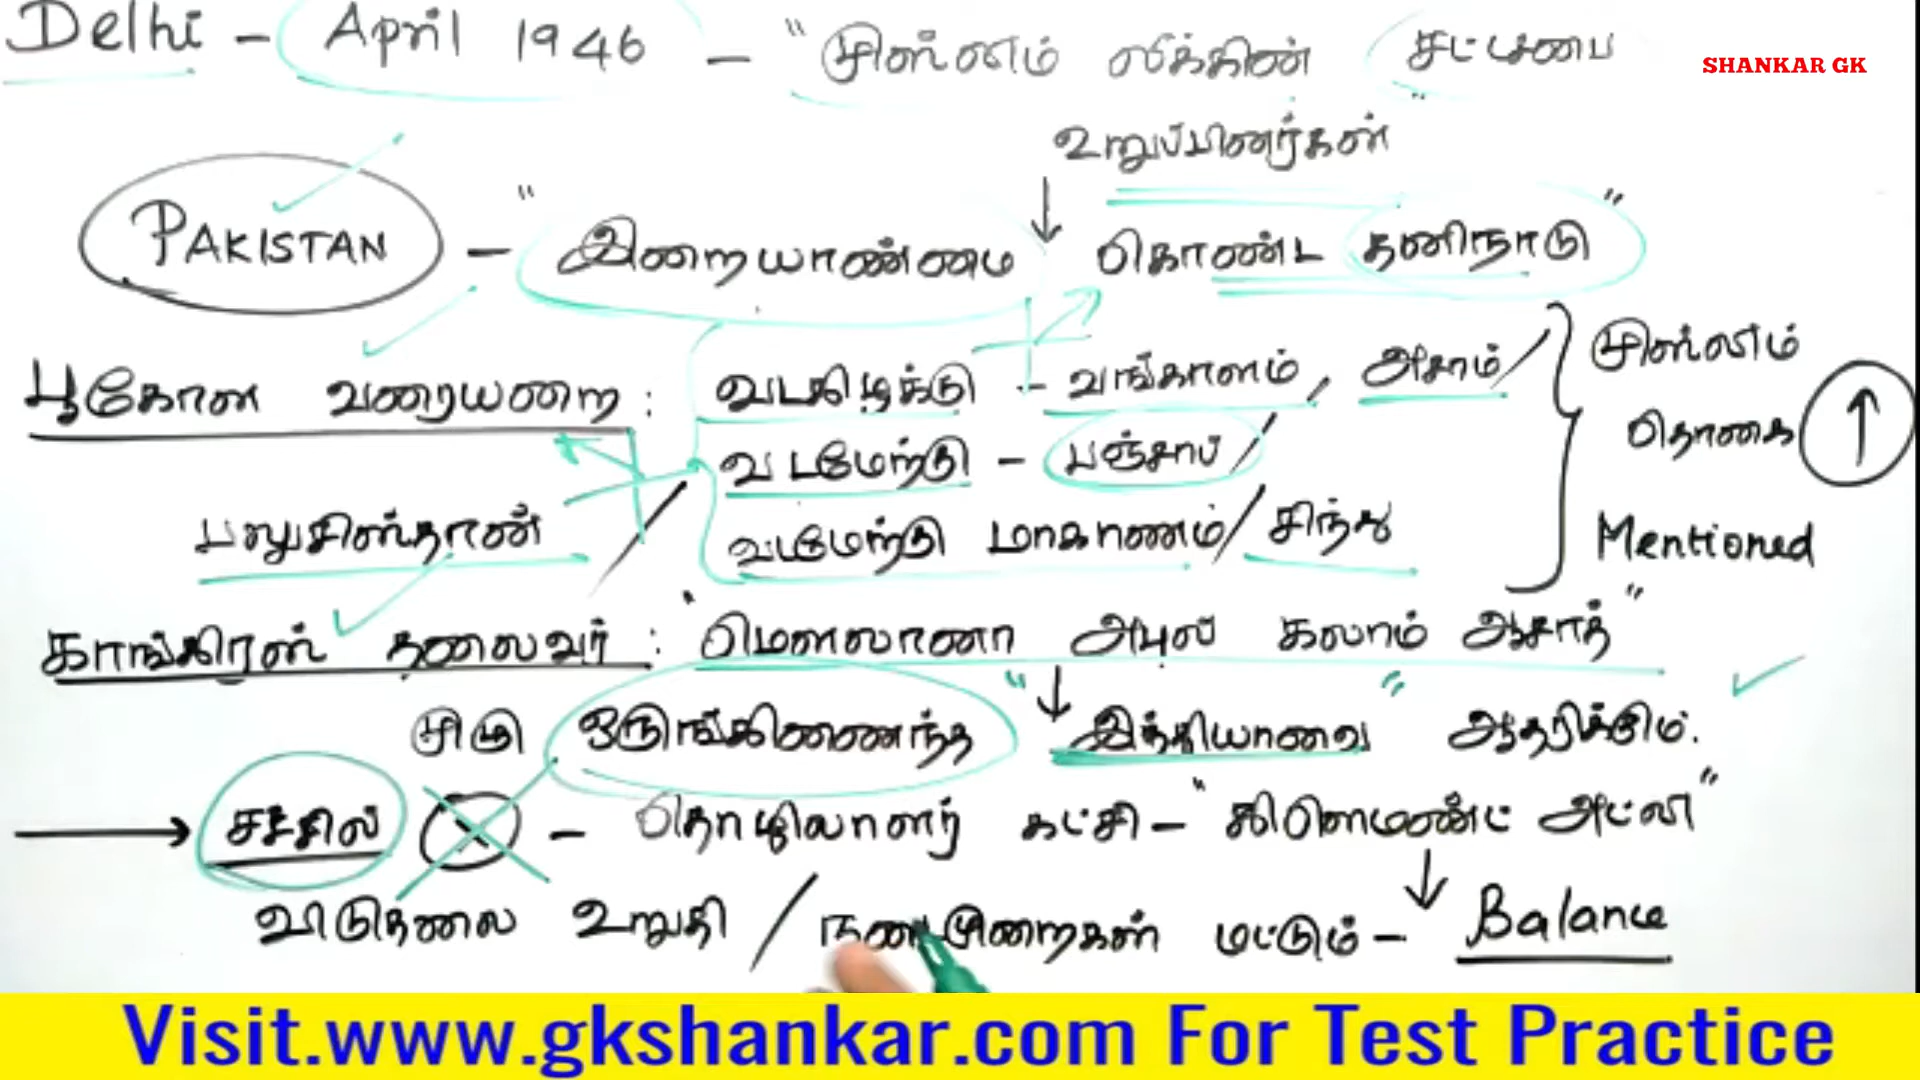 Delhi - April 1946 - "முஸ்லிம் லீக்கின் சட்டசபை
SHANKAR GK
உறுப்பினர்கள்"
PAKISTAN - "இறையாண்மை கொண்ட தனிநாடு"
பூகோள வரையறை : வடகிழக்கு - வங்காளம், அசாம் / முஸ்லிம்
வடமேற்கு - பஞ்சாப் / தொகை ↑
பலுசிஸ்தான் / வடமேற்கு மாகாணம் / சிந்து Mentioned
காங்கிரஸ் தலைவர் : "மௌலானா அபுல் கலாம் ஆசாத்"
முழு ஒருங்கிணைந்த "இந்தியாவை" ஆதரிக்கும்.
→ சர்ச்சில் X - தொழிலாளர் கட்சி - "கிளெமண்ட் அட்லி"
விடுதலை உறுதி / நடைமுறைகள் மட்டும் - Balance
Visit.www.gkshankar.com For Test Practice